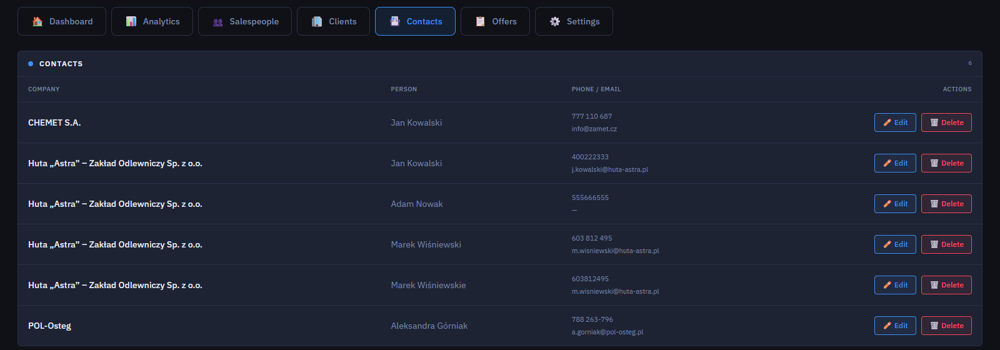 Dashboard Analytics Salespeople Clients Contacts Offers Settings
CONTACTS 6
COMPANY PERSON PHONE / EMAIL ACTIONS
CHEMET S.A. Jan Kowalski 777 110 687 Edit Delete
info@zamet.cz
Huta „Astra” – Zakład Odlewniczy Sp. z o.o. Jan Kowalski 400222333 Edit Delete
j.kowalski@huta-astra.pl
Huta „Astra” – Zakład Odlewniczy Sp. z o.o. Adam Nowak 555666555 Edit Delete
—
Huta „Astra” – Zakład Odlewniczy Sp. z o.o. Marek Wiśniewski 603 812 495 Edit Delete
m.wisniewski@huta-astra.pl
Huta „Astra” – Zakład Odlewniczy Sp. z o.o. Marek Wiśniewskie 603812495 Edit Delete
m.wisniewski@huta-astra.pl
POL-Osteg Aleksandra Górniak 788 263-796 Edit Delete
a.gorniak@pol-osteg.pl